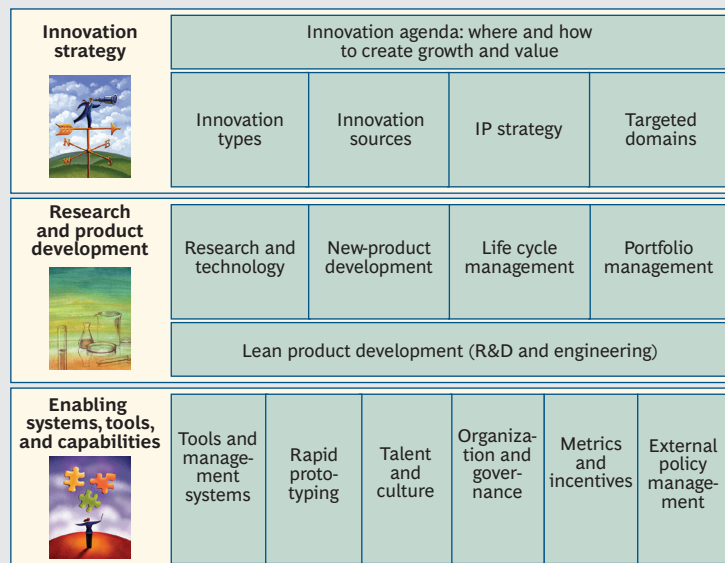 Innovation
strategy
Innovation agenda: where and how
to create growth and value
Innovation
types
Innovation
sources
IP strategy
Targeted
domains
Research
and product
development
Research and
technology
New-product
development
Life cycle
management
Portfolio
management
Lean product development (R&D and engineering)
Enabling
systems, tools,
and capabilities
Tools and
manage-
ment
systems
Rapid
proto-
typing
Talent
and
culture
Organiza-
tion and
gover-
nance
Metrics
and
incentives
External
policy
manage-
ment